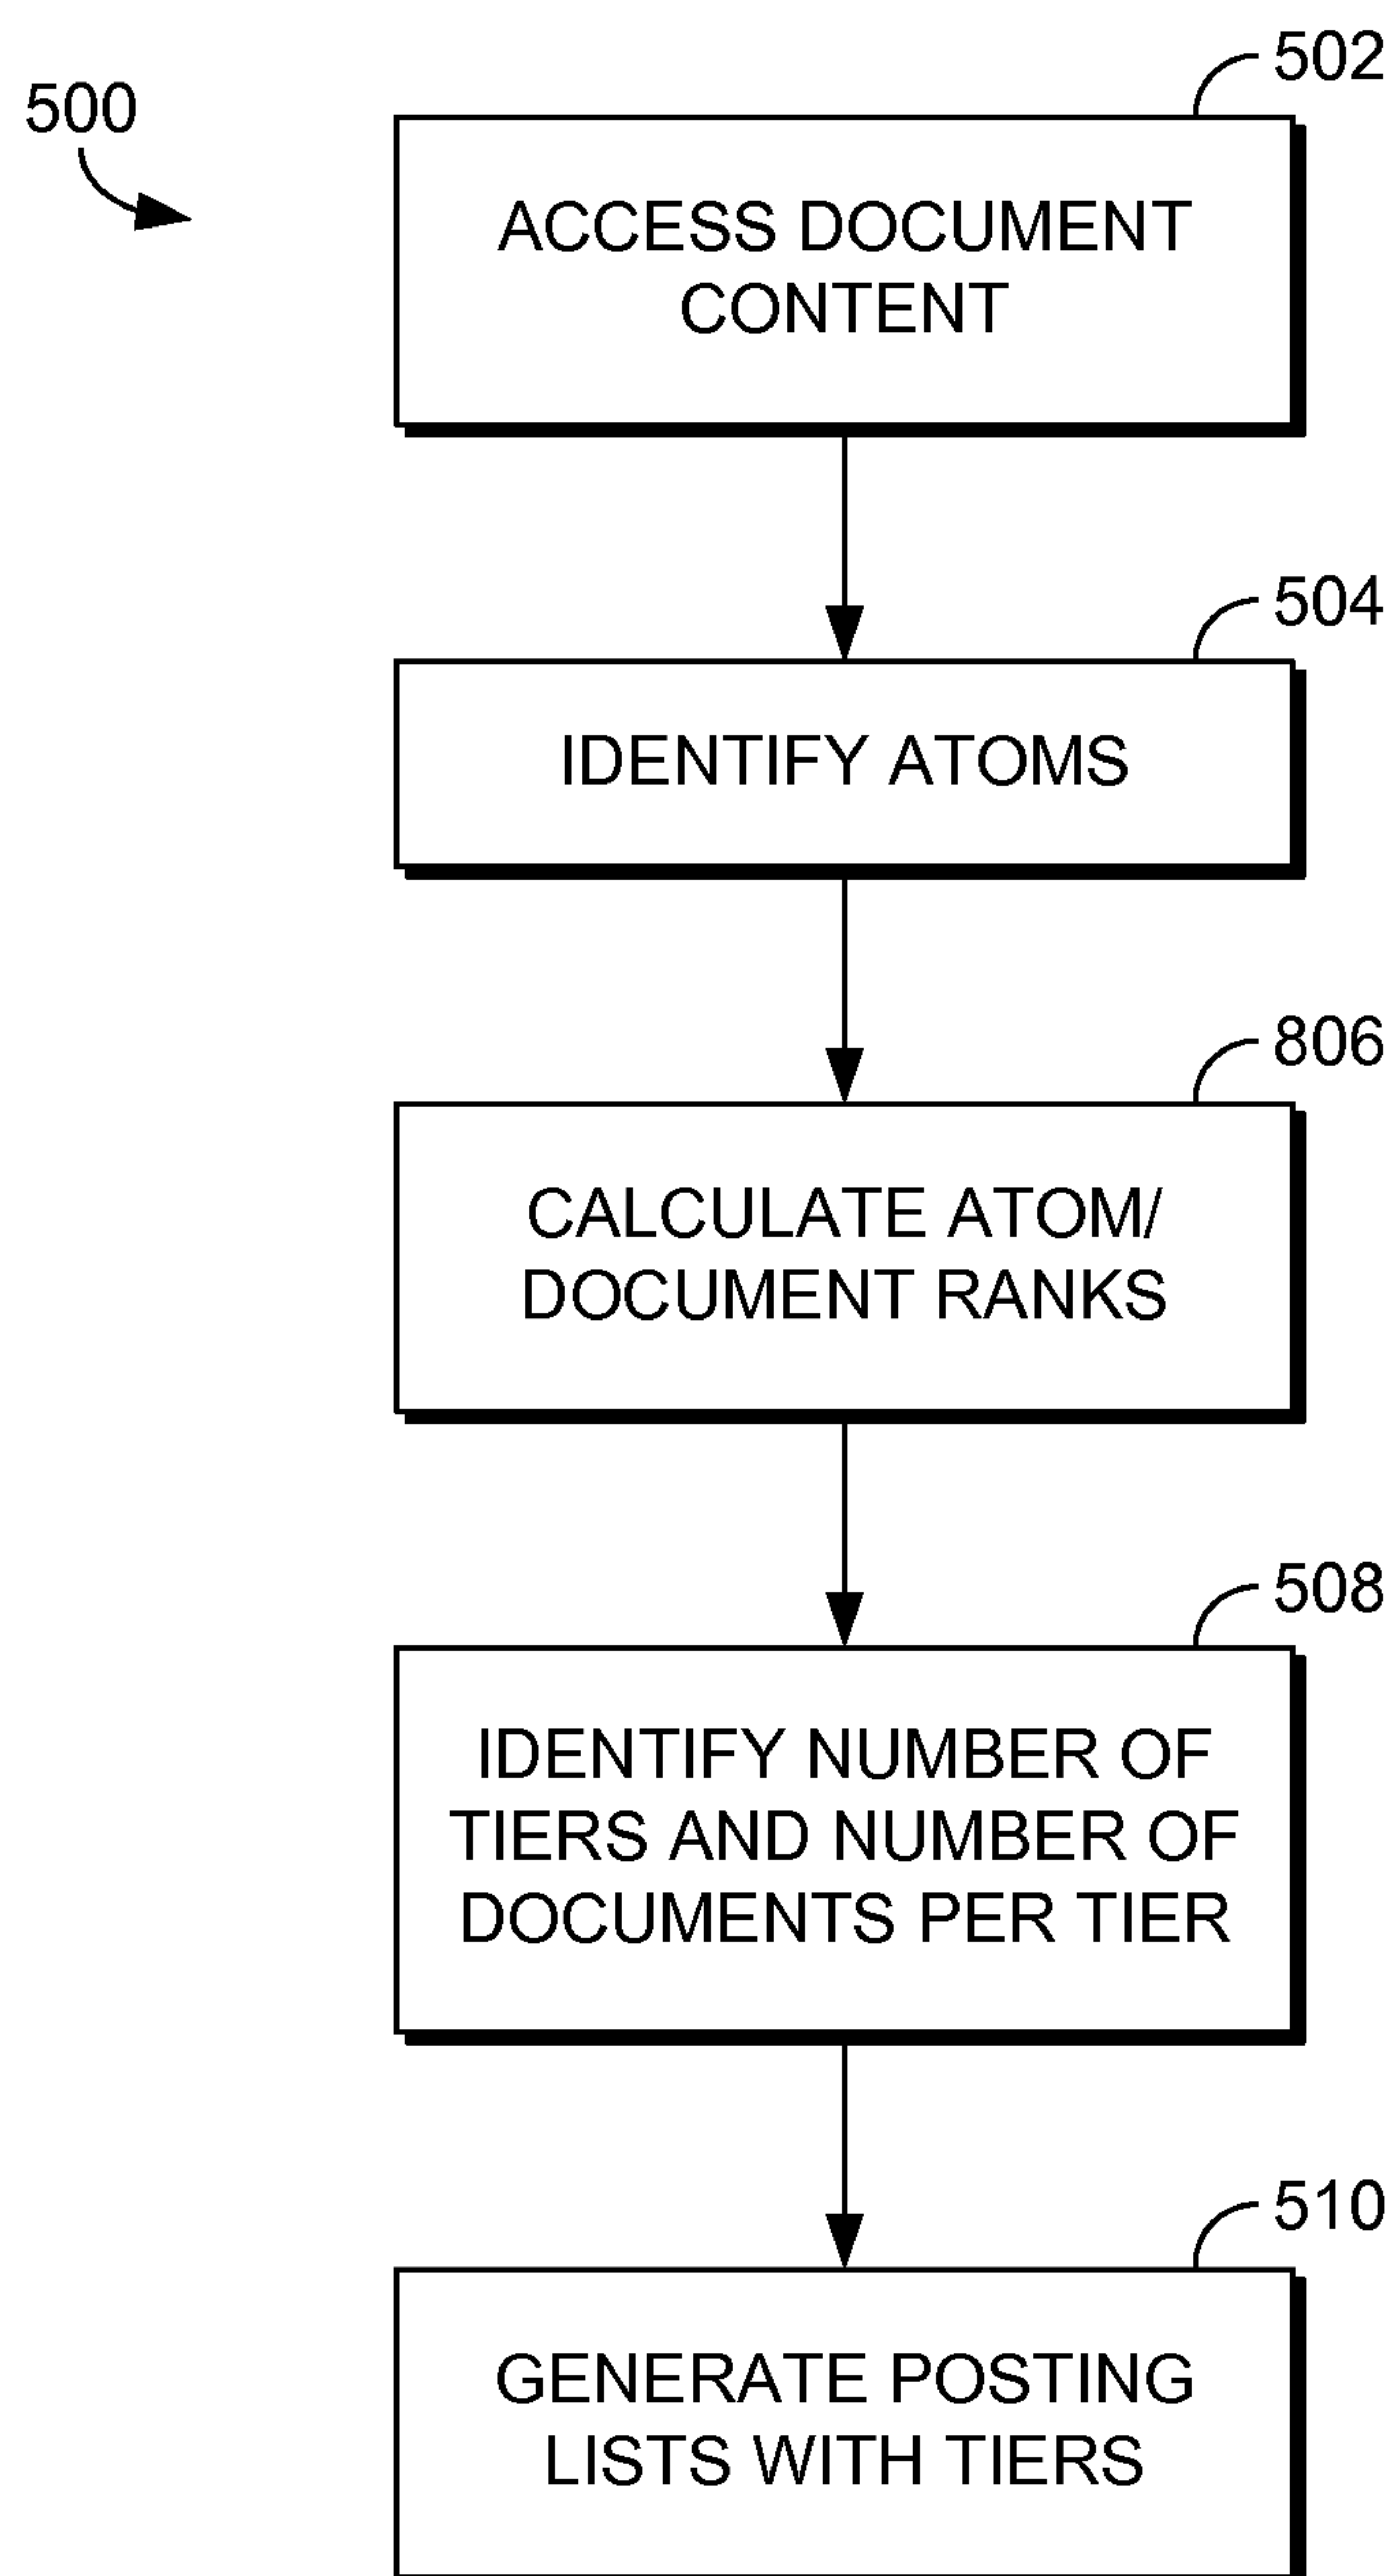 500
502
ACCESS DOCUMENT
CONTENT
504
IDENTIFY ATOMS
806
CALCULATE ATOM/
DOCUMENT RANKS
508
IDENTIFY NUMBER OF
TIERS AND NUMBER OF
DOCUMENTS PER TIER
510
GENERATE POSTING
LISTS WITH TIERS